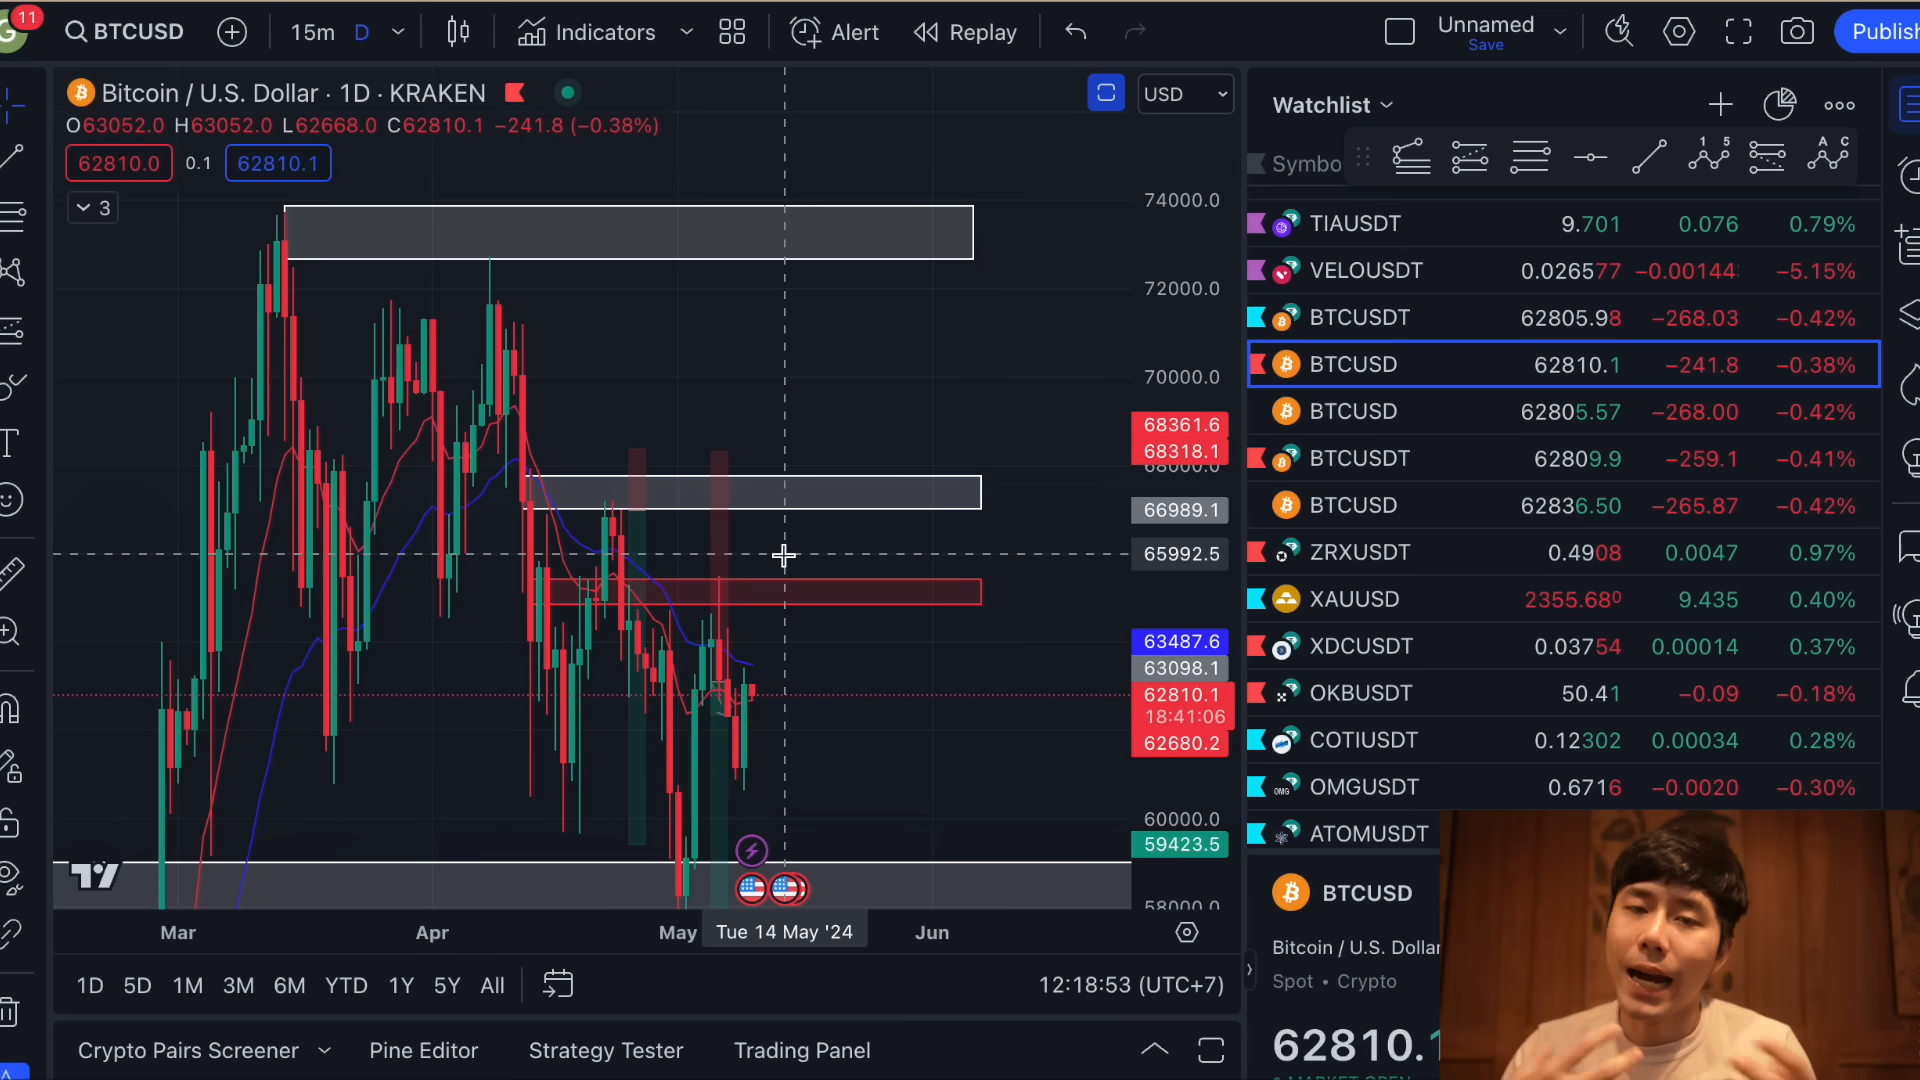 11
G
BTCUSD
15m D
Indicators
Alert
Replay
Unnamed
Save
Publish
Bitcoin / U.S. Dollar · 1D · KRAKEN
USD
O63052.0 H63052.0 L62668.0 C62810.1 −241.8 (−0.38%)
62810.0 0.1 62810.1
3
74000.0
72000.0
70000.0
68361.6
68318.1
68000.0
66989.1
65992.5
63487.6
63098.1
62810.1
18:41:06
62680.2
60000.0
59423.5
58000.0
Mar Apr May Tue 14 May '24 Jun
1D 5D 1M 3M 6M YTD 1Y 5Y All
12:18:53 (UTC+7)
Crypto Pairs Screener Pine Editor Strategy Tester Trading Panel
Watchlist
Symbo
1 5
A C
TIAUSDT 9.701 0.076 0.79%
VELOUSDT 0.026577 −0.00144 −5.15%
BTCUSDT 62805.98 −268.03 −0.42%
BTCUSD 62810.1 −241.8 −0.38%
BTCUSD 62805.57 −268.00 −0.42%
BTCUSDT 62809.9 −259.1 −0.41%
BTCUSD 62836.50 −265.87 −0.42%
ZRXUSDT 0.4908 0.0047 0.97%
XAUUSD 2355.680 9.435 0.40%
XDCUSDT 0.03754 0.00014 0.37%
OKBUSDT 50.41 −0.09 −0.18%
COTIUSDT 0.12302 0.00034 0.28%
OMG
OMGUSDT 0.6716 −0.0020 −0.30%
ATOMUSDT
BTCUSD
Bitcoin / U.S. Dollar
Spot • Crypto
62810.1
MARKET OPEN